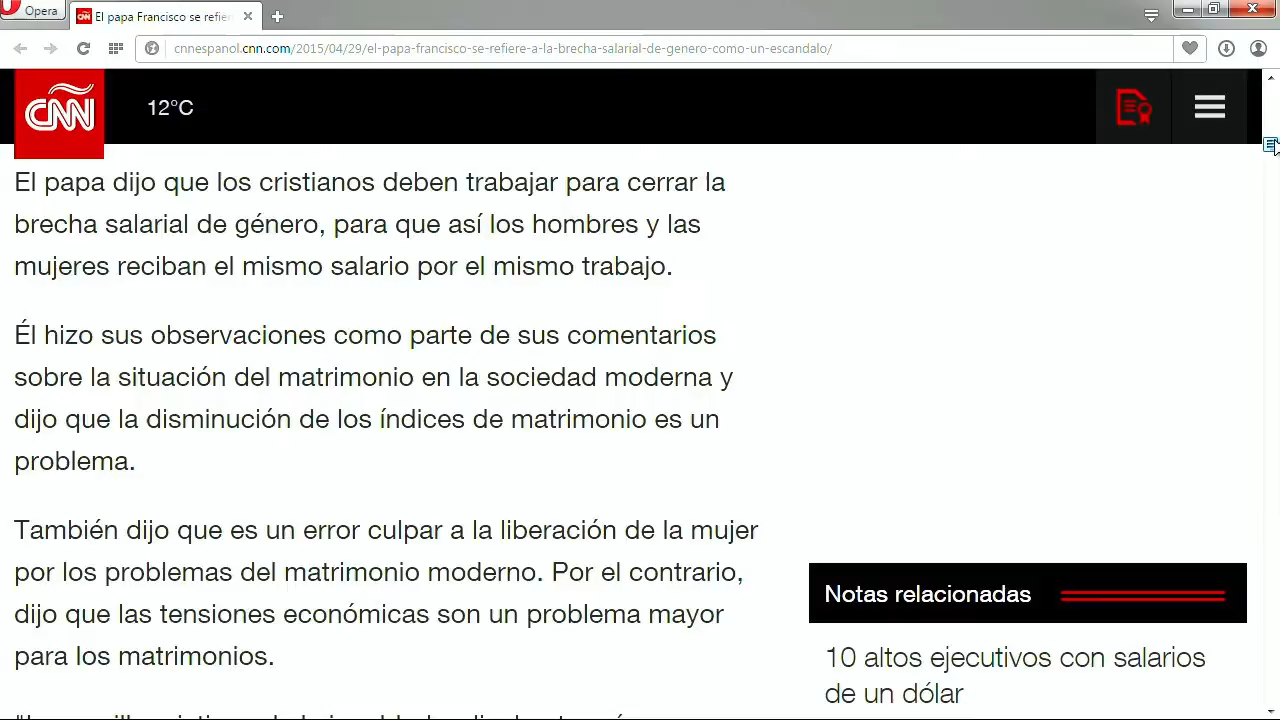 Opera
El papa Francisco se refier
cnnespanol.cnn.com/2015/04/29/el-papa-francisco-se-refiere-a-la-brecha-salarial-de-genero-como-un-escandalo/
CNN
12°C
El papa dijo que los cristianos deben trabajar para cerrar la
brecha salarial de género, para que así los hombres y las
mujeres reciban el mismo salario por el mismo trabajo.
Él hizo sus observaciones como parte de sus comentarios
sobre la situación del matrimonio en la sociedad moderna y
dijo que la disminución de los índices de matrimonio es un
problema.
También dijo que es un error culpar a la liberación de la mujer
por los problemas del matrimonio moderno. Por el contrario,
dijo que las tensiones económicas son un problema mayor
para los matrimonios.
Notas relacionadas
10 altos ejecutivos con salarios
de un dólar